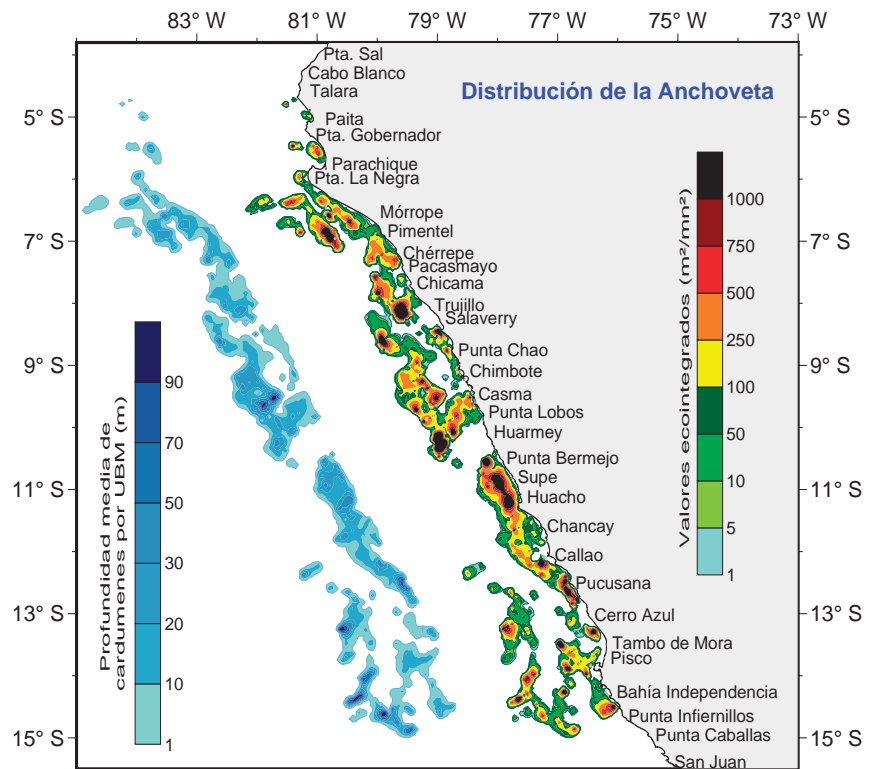 83° W 81° W 79° W 77° W 75° W 73° W
Distribución de la Anchoveta
Pta. Sal
Cabo Blanco
Talara
Paita
Pta. Gobernador
Parachique
Pta. La Negra
Mórrope
Pimentel
Chérrepe
Pacasmayo
Chicama
Trujillo
Salaverry
Punta Chao
Chimbote
Casma
Punta Lobos
Huarmey
Punta Bermejo
Supe
Huacho
Chancay
Callao
Pucusana
Cerro Azul
Tambo de Mora
Pisco
Bahía Independencia
Punta Infiernillos
Punta Caballas
San Juan
5° S
7° S
9° S
11° S
13° S
15° S
5° S
7° S
9° S
11° S
13° S
15° S
Profundidad media de
cardumenes por UBM (m)
90
70
50
30
20
10
1
Valores ecointegrados (m²/mn²)
1000
750
500
250
100
50
10
5
1